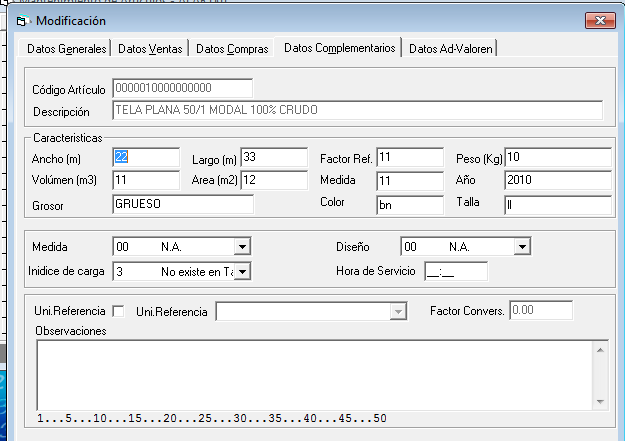 Modificación
Datos Generales Datos Ventas Datos Compras Datos Complementarios Datos Ad-Valoren
Código Artículo 0000010000000000
Descripción TELA PLANA 50/1 MODAL 100% CRUDO
Caracteristicas
Ancho (m) 22 Largo (m) 33 Factor Ref. 11 Peso (Kg) 10
Volúmen (m3) 11 Area (m2) 12 Medida 11 Año 2010
Grosor GRUESO Color bn Talla ll
Medida 00 N.A. Diseño 00 N.A.
Inidice de carga 3 No existe en Ta Hora de Servicio __:__
Uni.Referencia Uni.Referencia Factor Convers. 0.00
Observaciones
1...5...10...15...20...25...30...35...40...45...50